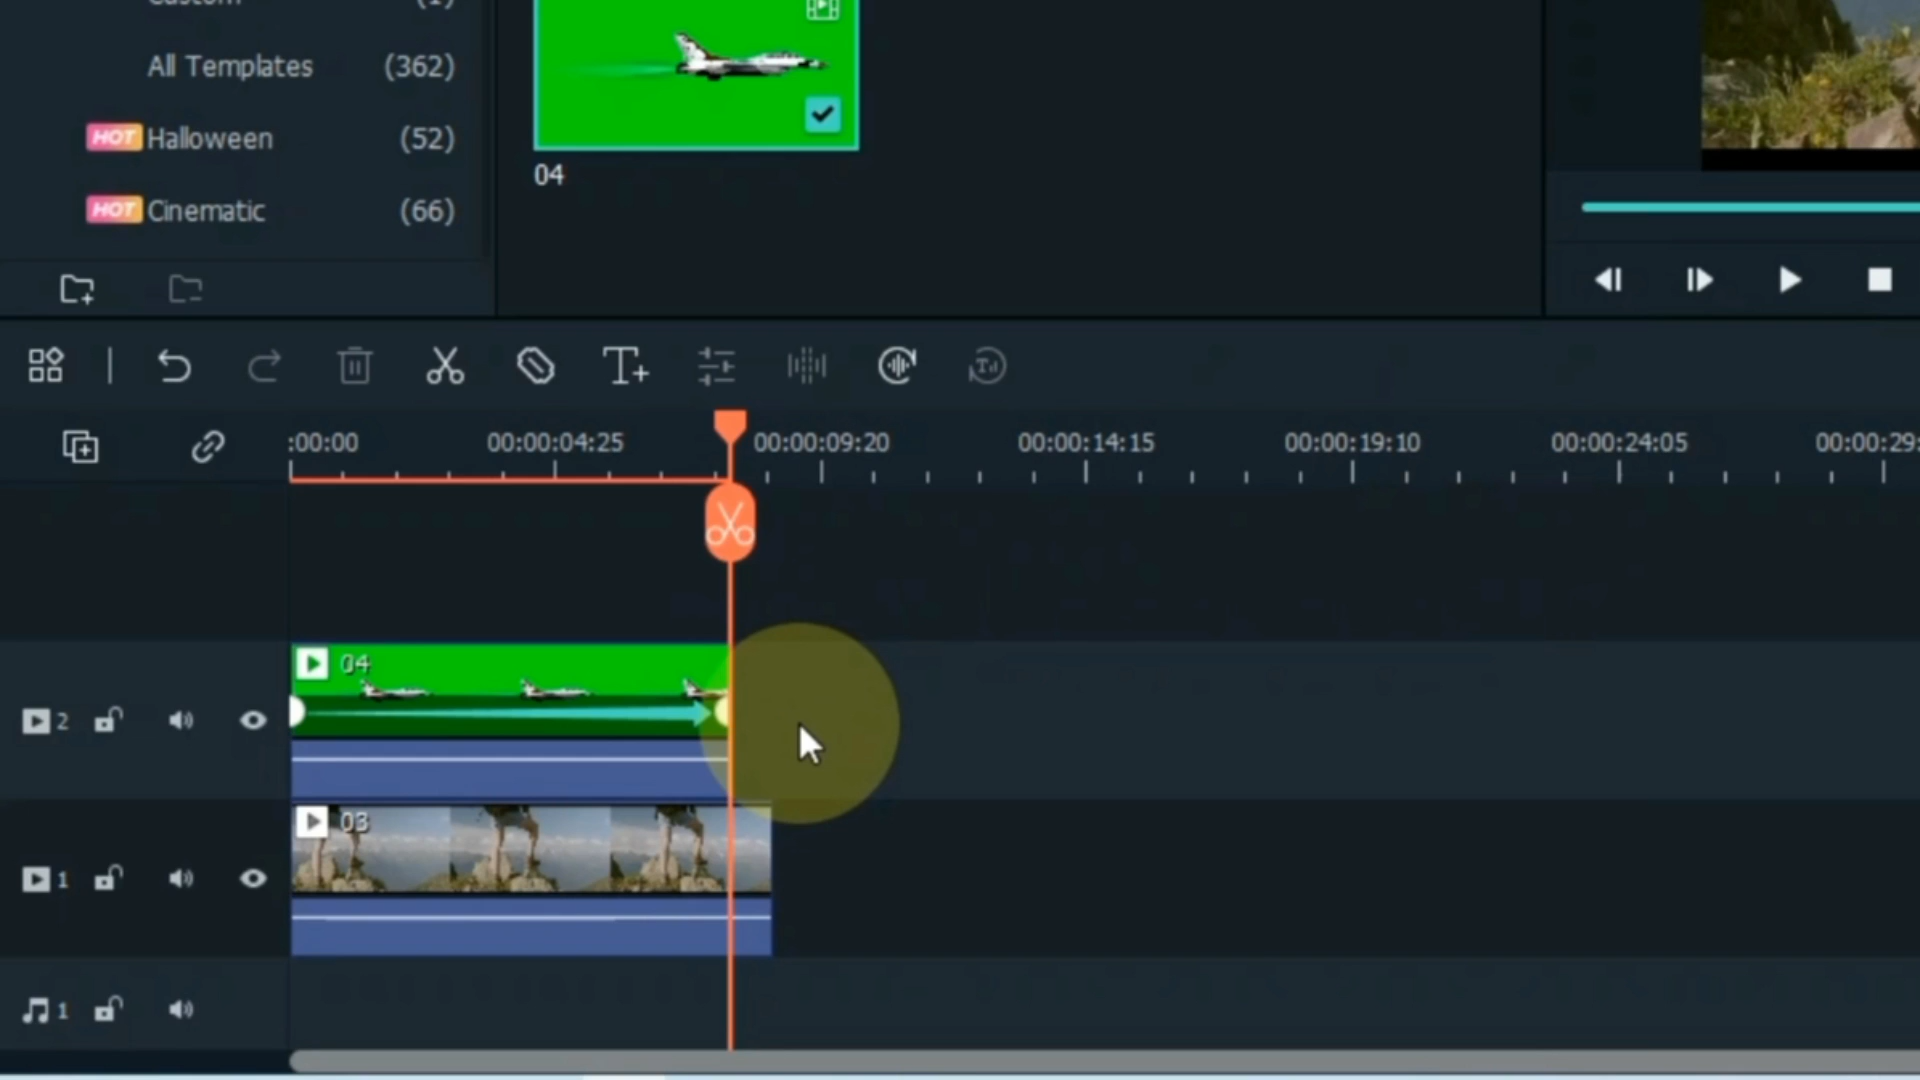 Custom (1)
All Templates (362)
HOT Halloween (52)
04
HOT Cinematic (66)
:00:00 00:00:04:25 00:00:09:20 00:00:14:15 00:00:19:10 00:00:24:05 00:00:29:
04
2
03
1
1